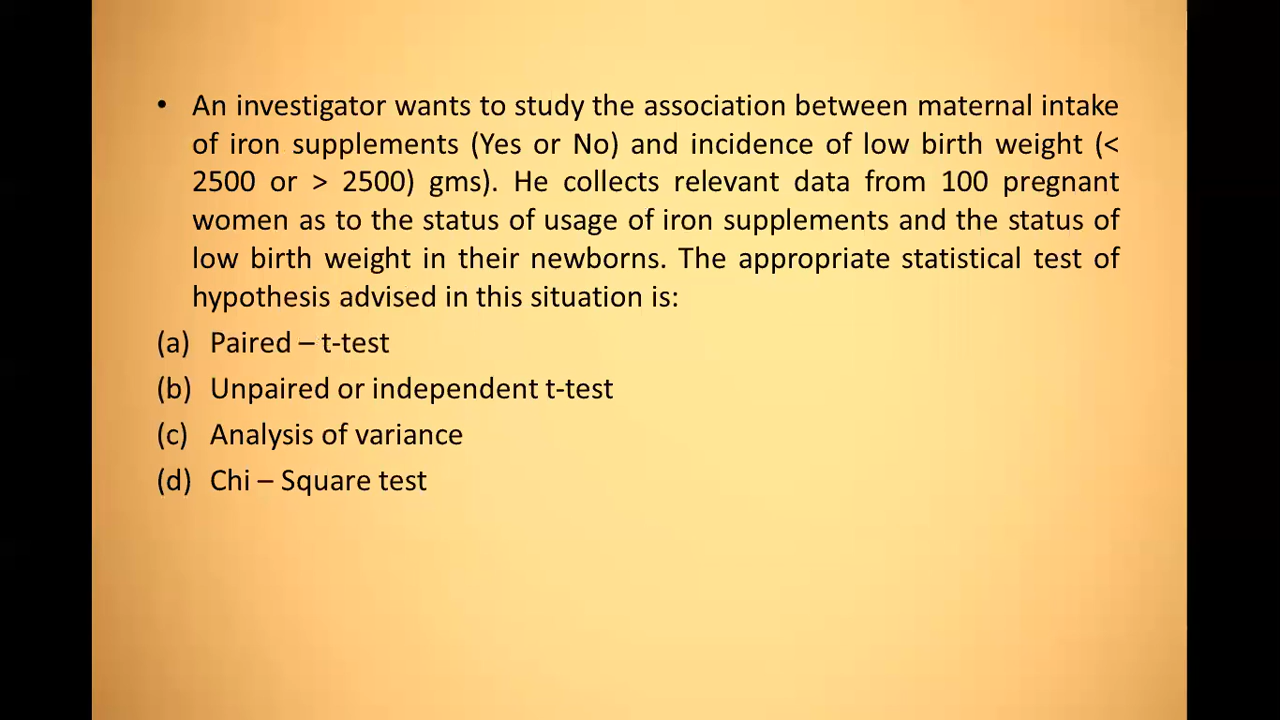 • An investigator wants to study the association between maternal intake
of iron supplements (Yes or No) and incidence of low birth weight (<
2500 or > 2500) gms). He collects relevant data from 100 pregnant
women as to the status of usage of iron supplements and the status of
low birth weight in their newborns. The appropriate statistical test of
hypothesis advised in this situation is:
(a) Paired – t-test
(b) Unpaired or independent t-test
(c) Analysis of variance
(d) Chi – Square test